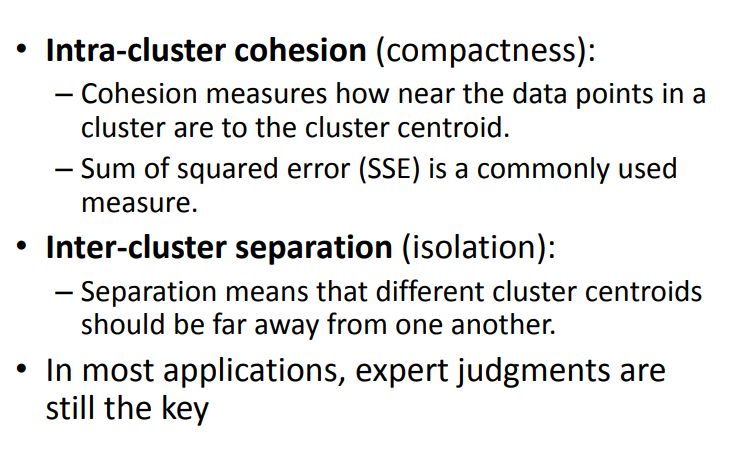 • Intra-cluster cohesion (compactness):
– Cohesion measures how near the data points in a
cluster are to the cluster centroid.
– Sum of squared error (SSE) is a commonly used
measure.
• Inter-cluster separation (isolation):
– Separation means that different cluster centroids
should be far away from one another.
• In most applications, expert judgments are
still the key